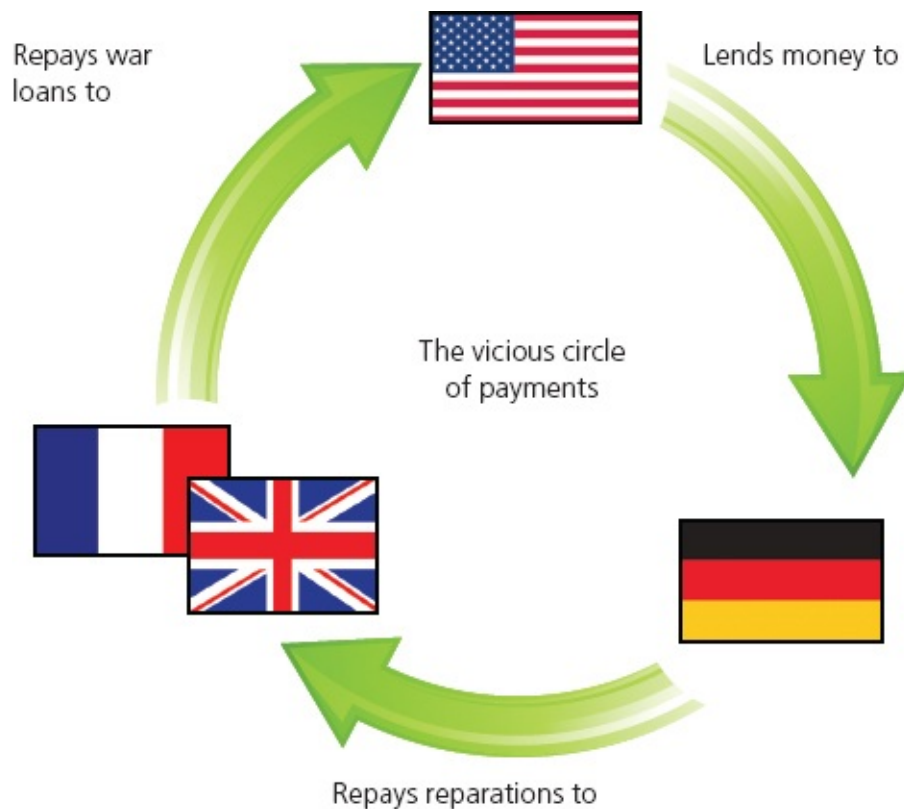 Repays war
loans to
Lends money to
The vicious circle
of payments
Repays reparations to